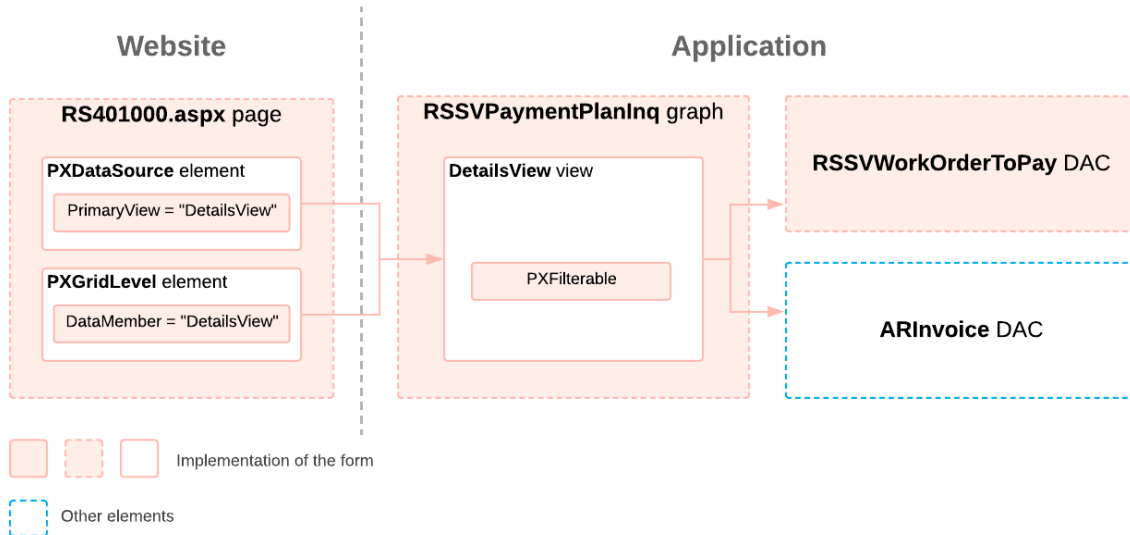 Website
Application
RS401000.aspx page
PXDataSource element
PrimaryView = "DetailsView"
PXGridLevel element
DataMember = "DetailsView"
RSSVPaymentPlanInq graph
DetailsView view
PXFilterable
RSSVWorkOrderToPay DAC
ARInvoice DAC
Implementation of the form
Other elements